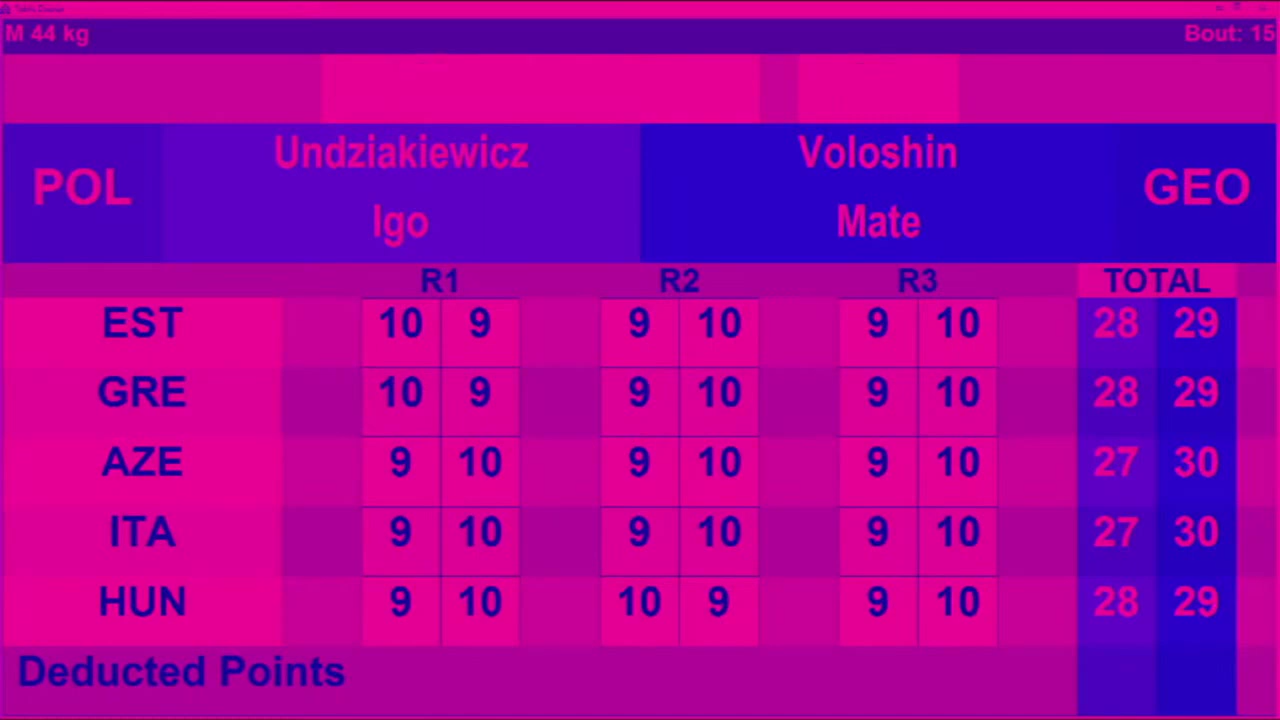 M 44 kg Bout: 15
POL Undziakiewicz Igo Voloshin Mate GEO
R1 R2 R3 TOTAL
EST 10 9 9 10 9 10 28 29
GRE 10 9 9 10 9 10 28 29
AZE 9 10 9 10 9 10 27 30
ITA 9 10 9 10 9 10 27 30
HUN 9 10 10 9 9 10 28 29
Deducted Points